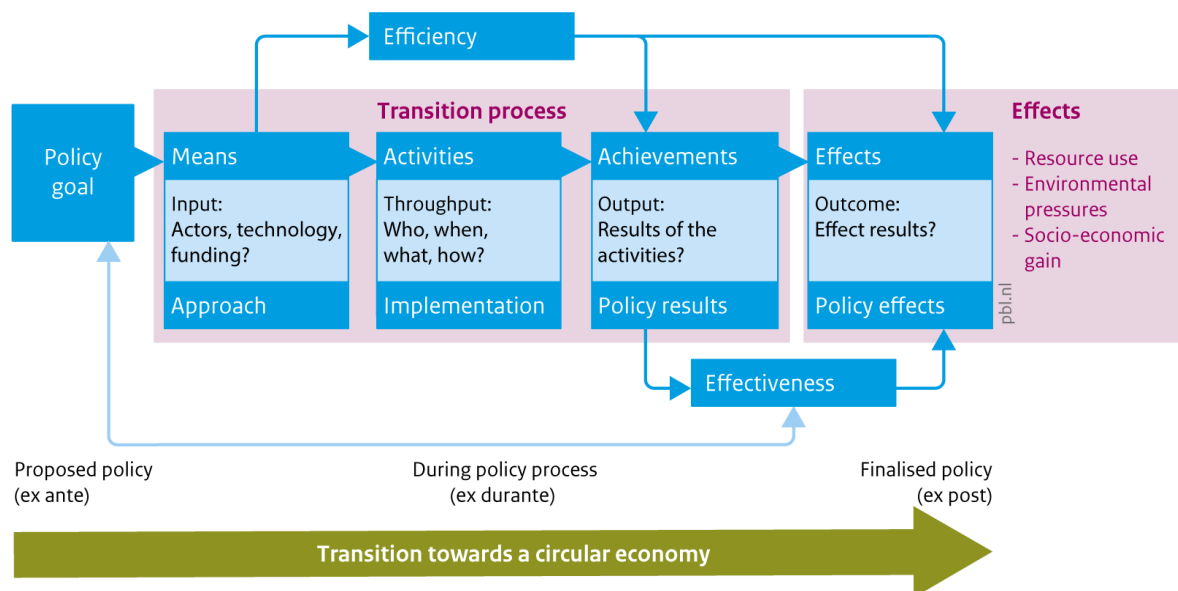 Efficiency
Transition process
Effects
Policy
goal
Means
Input:
Actors, technology,
funding?
Approach
Activities
Throughput:
Who, when,
what, how?
Implementation
Achievements
Output:
Results of the
activities?
Policy results
Effects
Outcome:
Effect results?
Policy effects
- Resource use
- Environmental
pressures
- Socio-economic
gain
pbl.nl
Effectiveness
Proposed policy
(ex ante)
During policy process
(ex durante)
Finalised policy
(ex post)
Transition towards a circular economy